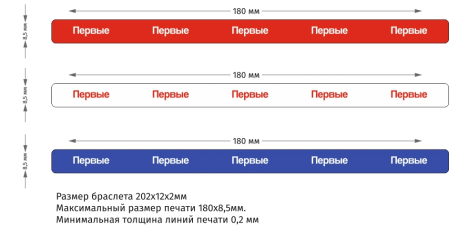 180 мм
8,5 мм
Первые Первые Первые Первые Первые
180 мм
8,5 мм
Первые Первые Первые Первые Первые
180 мм
8,5 мм
Первые Первые Первые Первые Первые
Размер браслета 202х12х2мм
Максимальный размер печати 180х8,5мм.
Минимальная толщина линий печати 0,2 мм